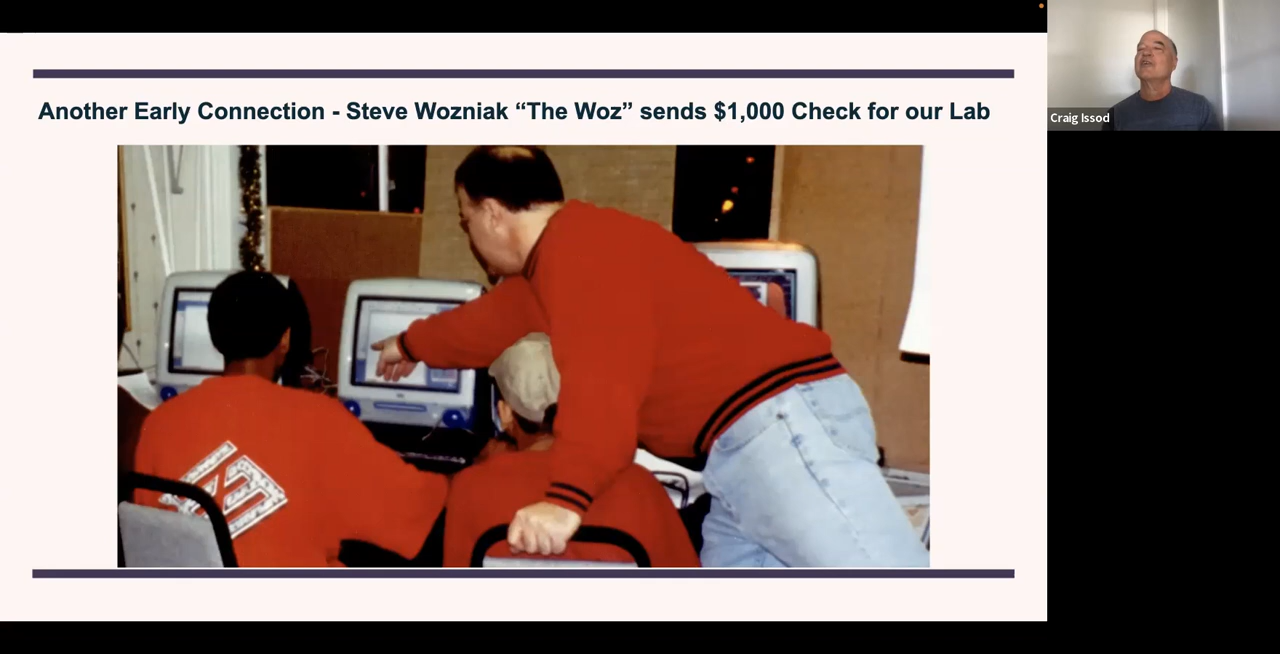 Another Early Connection - Steve Wozniak “The Woz” sends $1,000 Check for our Lab
Craig Issod